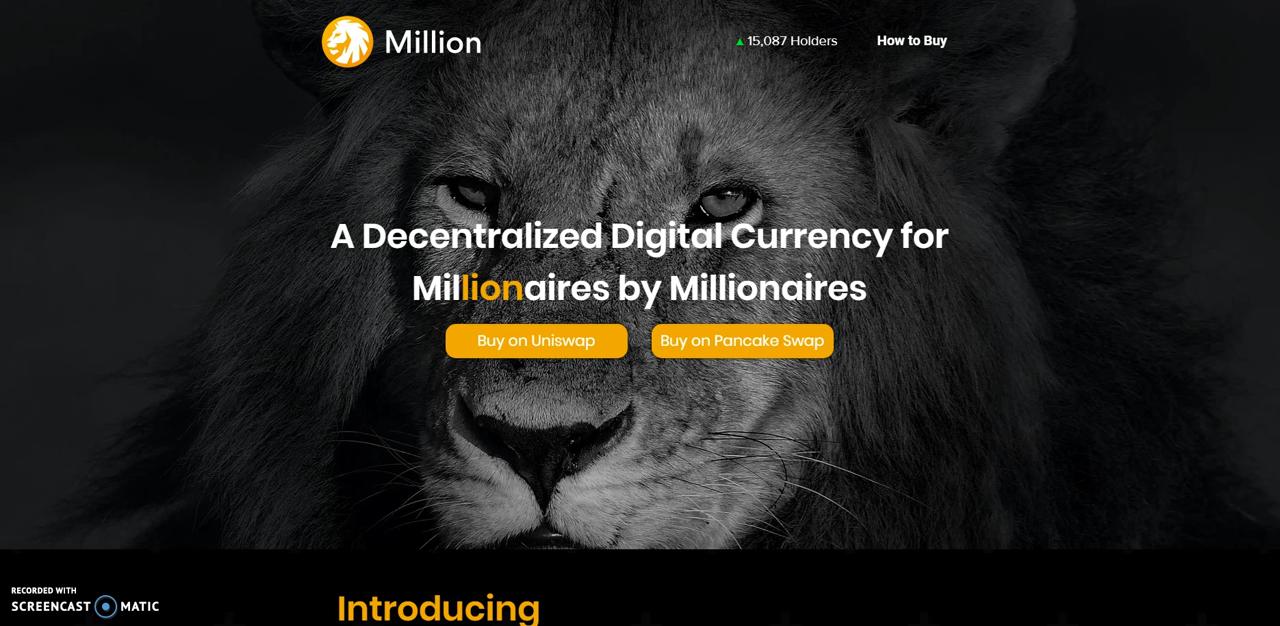 Million
▲ 15,087 Holders
How to Buy
A Decentralized Digital Currency for
Millionaires by Millionaires
Buy on Uniswap
Buy on Pancake Swap
RECORDED WITH
SCREENCAST MATIC
Introducing